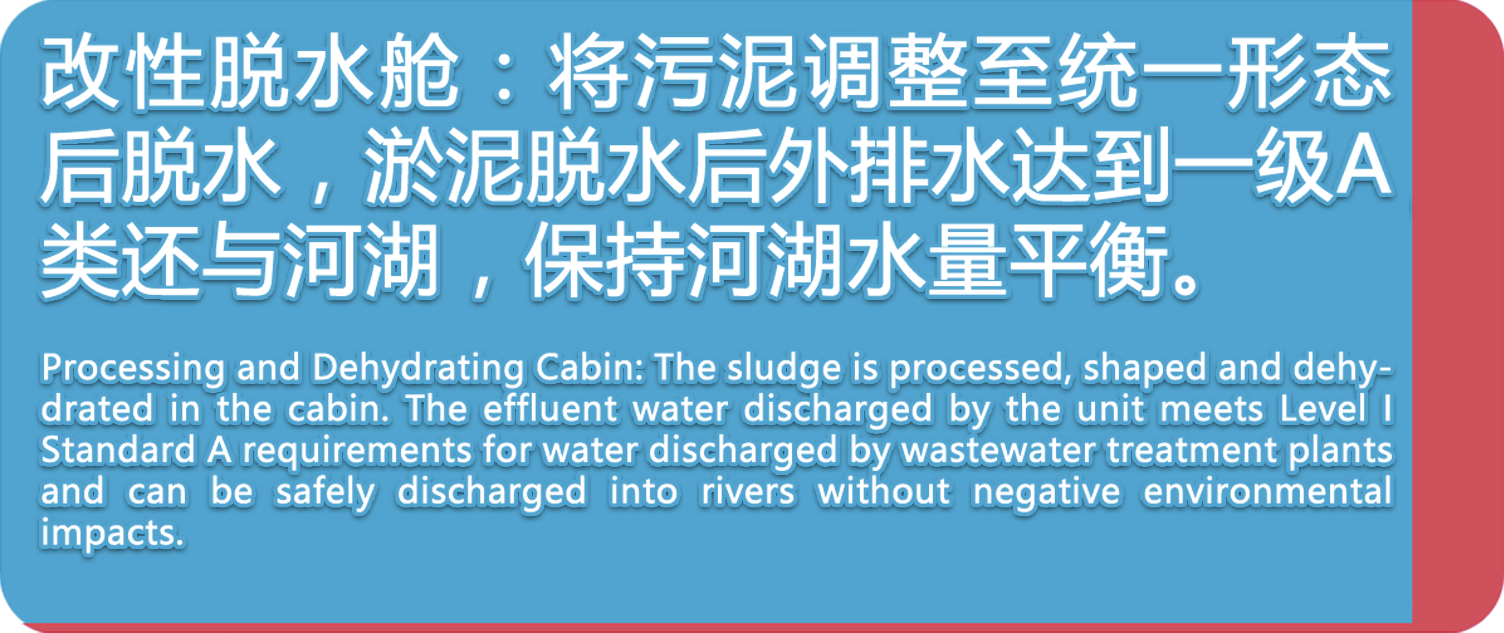 改性脱水舱：将污泥调整至统一形态
后脱水，淤泥脱水后外排水达到一级A
类还与河湖，保持河湖水量平衡。
Processing and Dehydrating Cabin: The sludge is processed, shaped and dehy-
drated in the cabin. The effluent water discharged by the unit meets Level I
Standard A requirements for water discharged by wastewater treatment plants
and can be safely discharged into rivers without negative environmental
impacts.